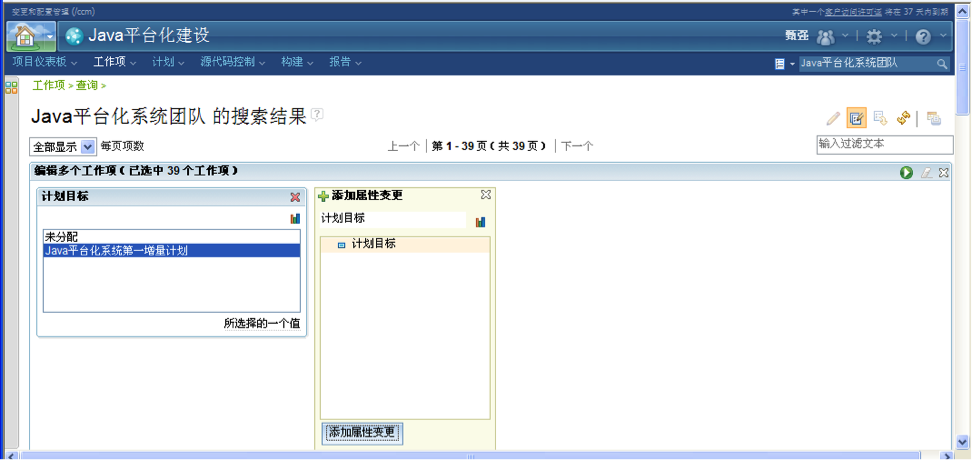 变更和配置管理 (/ccm)
其中一个客户访问许可证 将在 37 天内到期
Java平台化建设
甄强
项目仪表板 工作项 计划 源代码控制 构建 报告
Java平台化系统团队
工作项 > 查询 >
Java平台化系统团队 的搜索结果
全部显示 每页项数
上一个 第 1 - 39 页 ( 共 39 页 ) 下一个
输入过滤文本
编辑多个工作项 ( 已选中 39 个工作项 )
计划目标
未分配
Java平台化系统第一增量计划
所选择的一个值
添加属性变更
计划目标
计划目标
添加属性变更